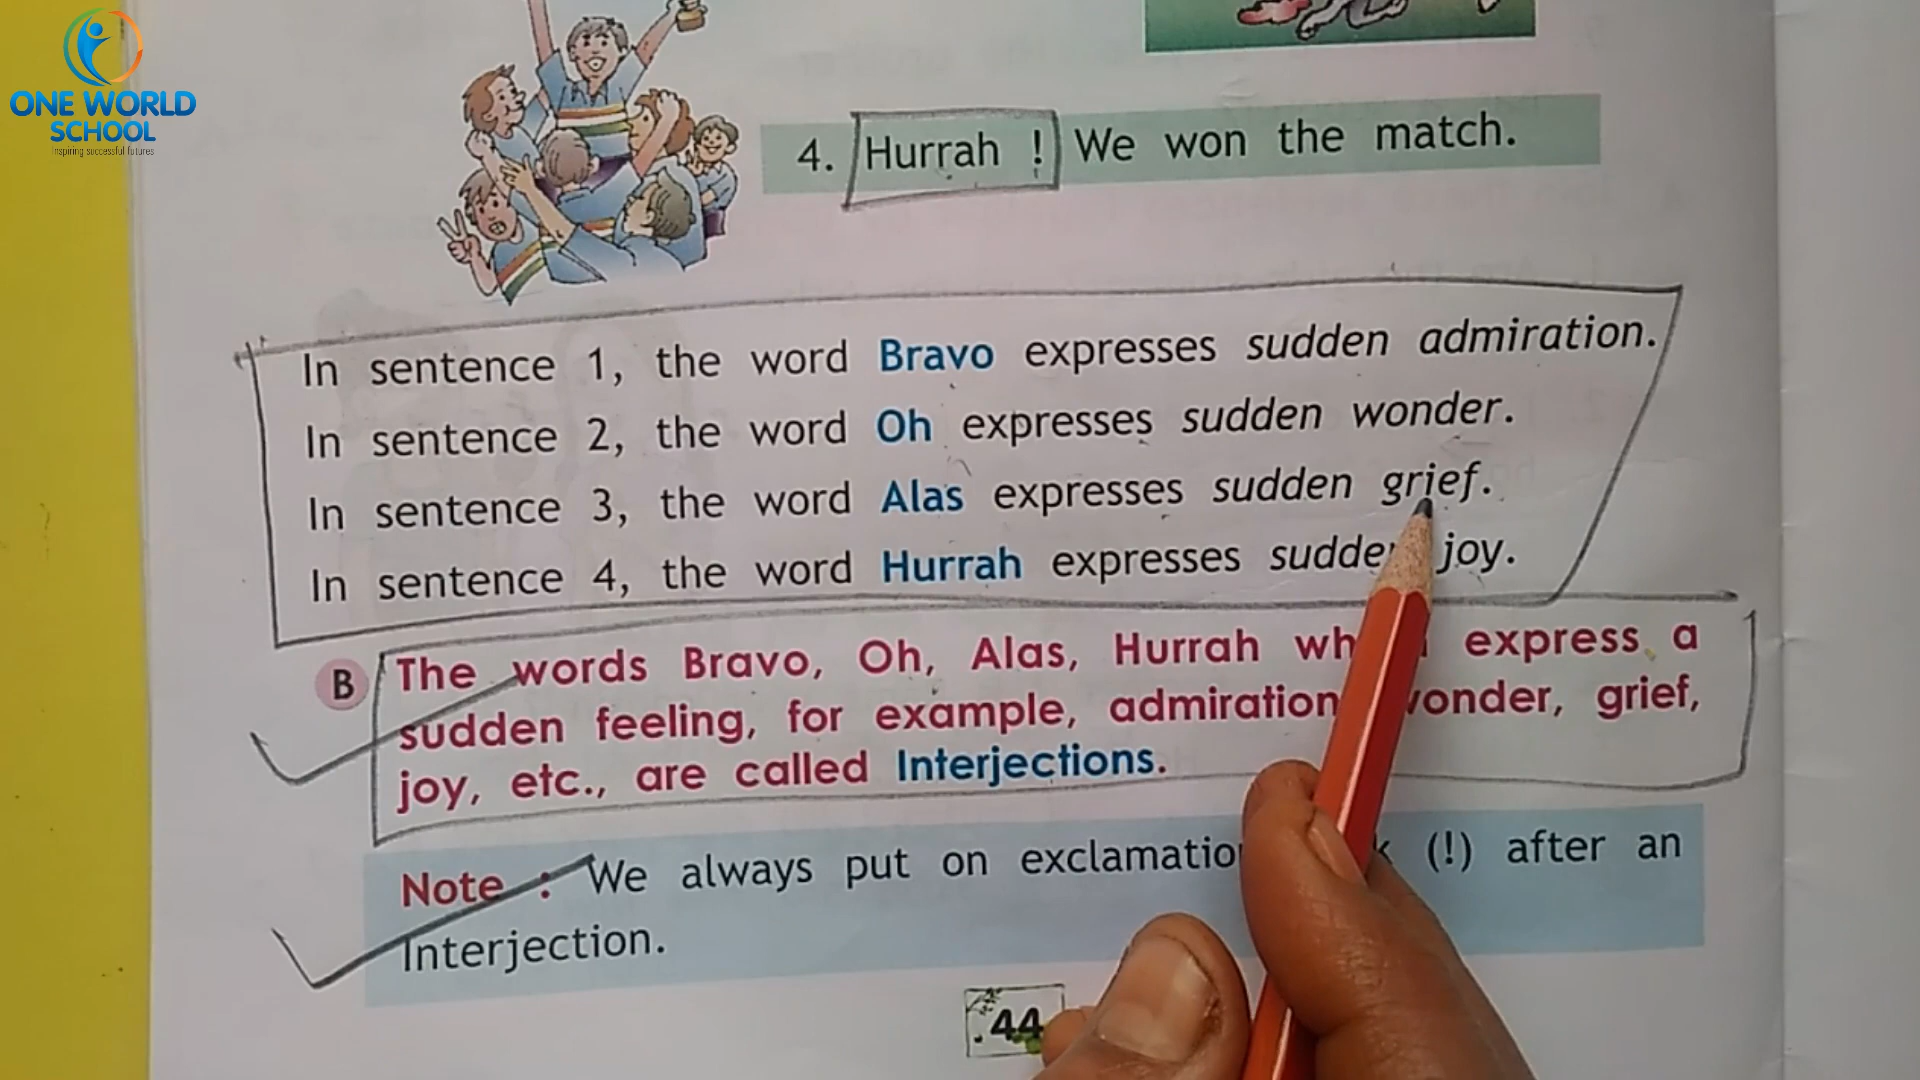 ONE WORLD
SCHOOL
Inspiring successful futures
4. Hurrah ! We won the match.
In sentence 1, the word Bravo expresses sudden admiration.
In sentence 2, the word Oh expresses sudden wonder.
In sentence 3, the word Alas expresses sudden grief.
In sentence 4, the word Hurrah expresses sudden joy.
B The words Bravo, Oh, Alas, Hurrah express a
sudden feeling, for example, admiration wonder, grief,
joy, etc., are called Interjections.
Note : We always put on exclamation (!) after an
Interjection.
44